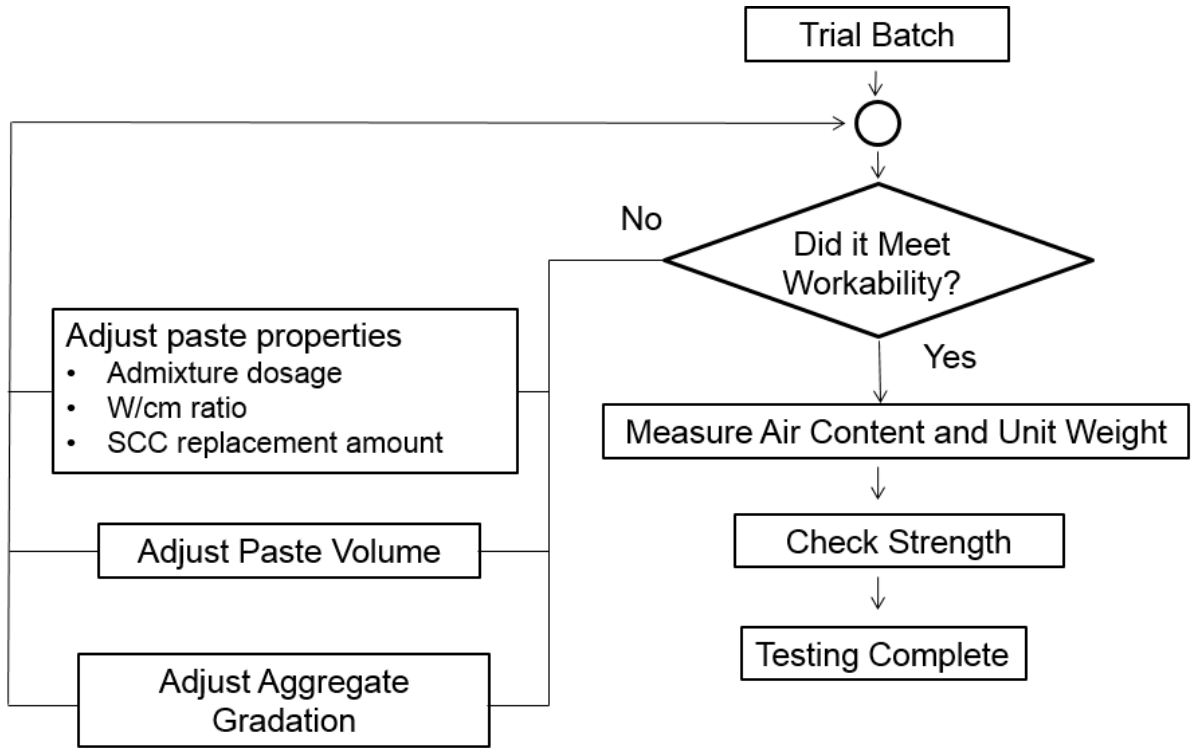 Trial Batch
No
Did it Meet
Workability?
Yes
Adjust paste properties
• Admixture dosage
• W/cm ratio
• SCC replacement amount
Measure Air Content and Unit Weight
Adjust Paste Volume
Check Strength
Adjust Aggregate
Gradation
Testing Complete